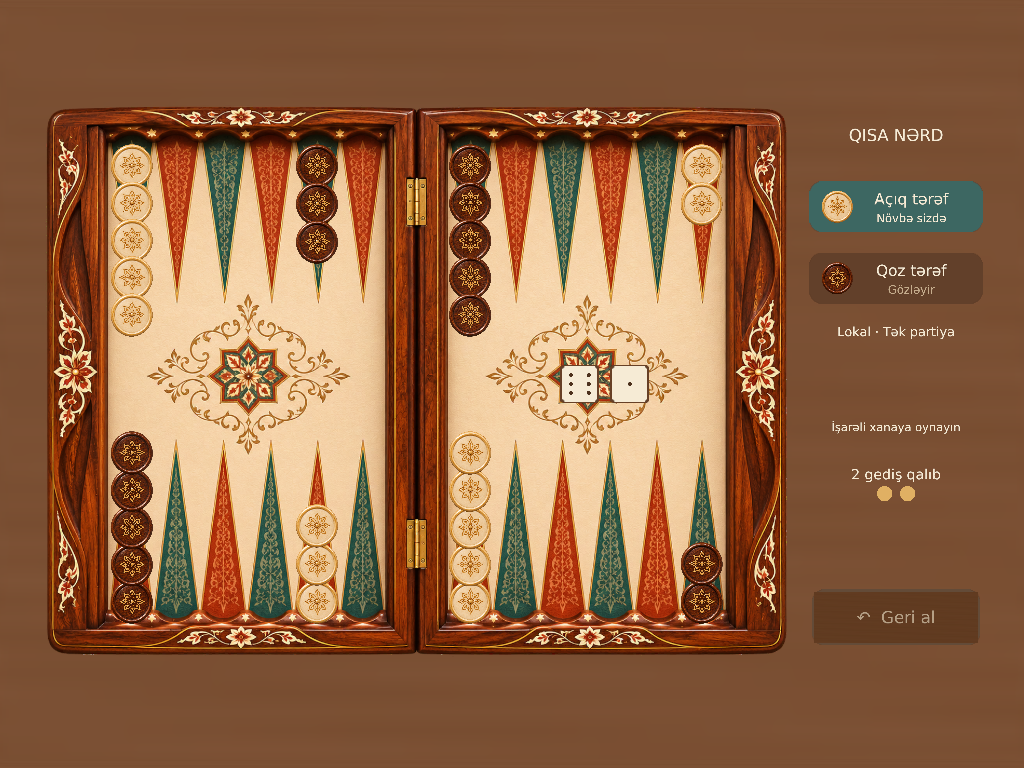 QISA NƏRD
Açıq tərəf
Növbə sizdə
Qoz tərəf
Gözləyir
Lokal · Tək partiya
İşarəli xanaya oynayın
2 gediş qalıb
↶ Geri al